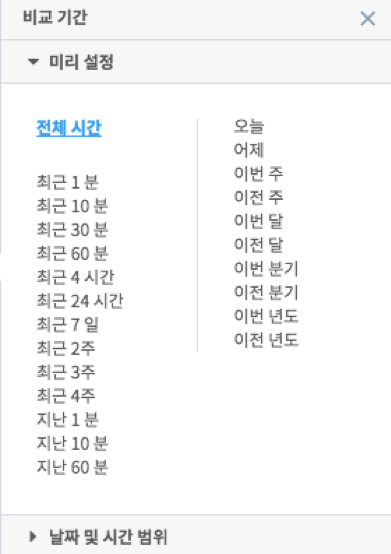 비교 기간
미리 설정
전체 시간
최근 1 분
최근 10 분
최근 30 분
최근 60 분
최근 4 시간
최근 24 시간
최근 7 일
최근 2주
최근 3주
최근 4주
지난 1 분
지난 10 분
지난 60 분
오늘
어제
이번 주
이전 주
이번 달
이전 달
이번 분기
이전 분기
이번 년도
이전 년도
날짜 및 시간 범위